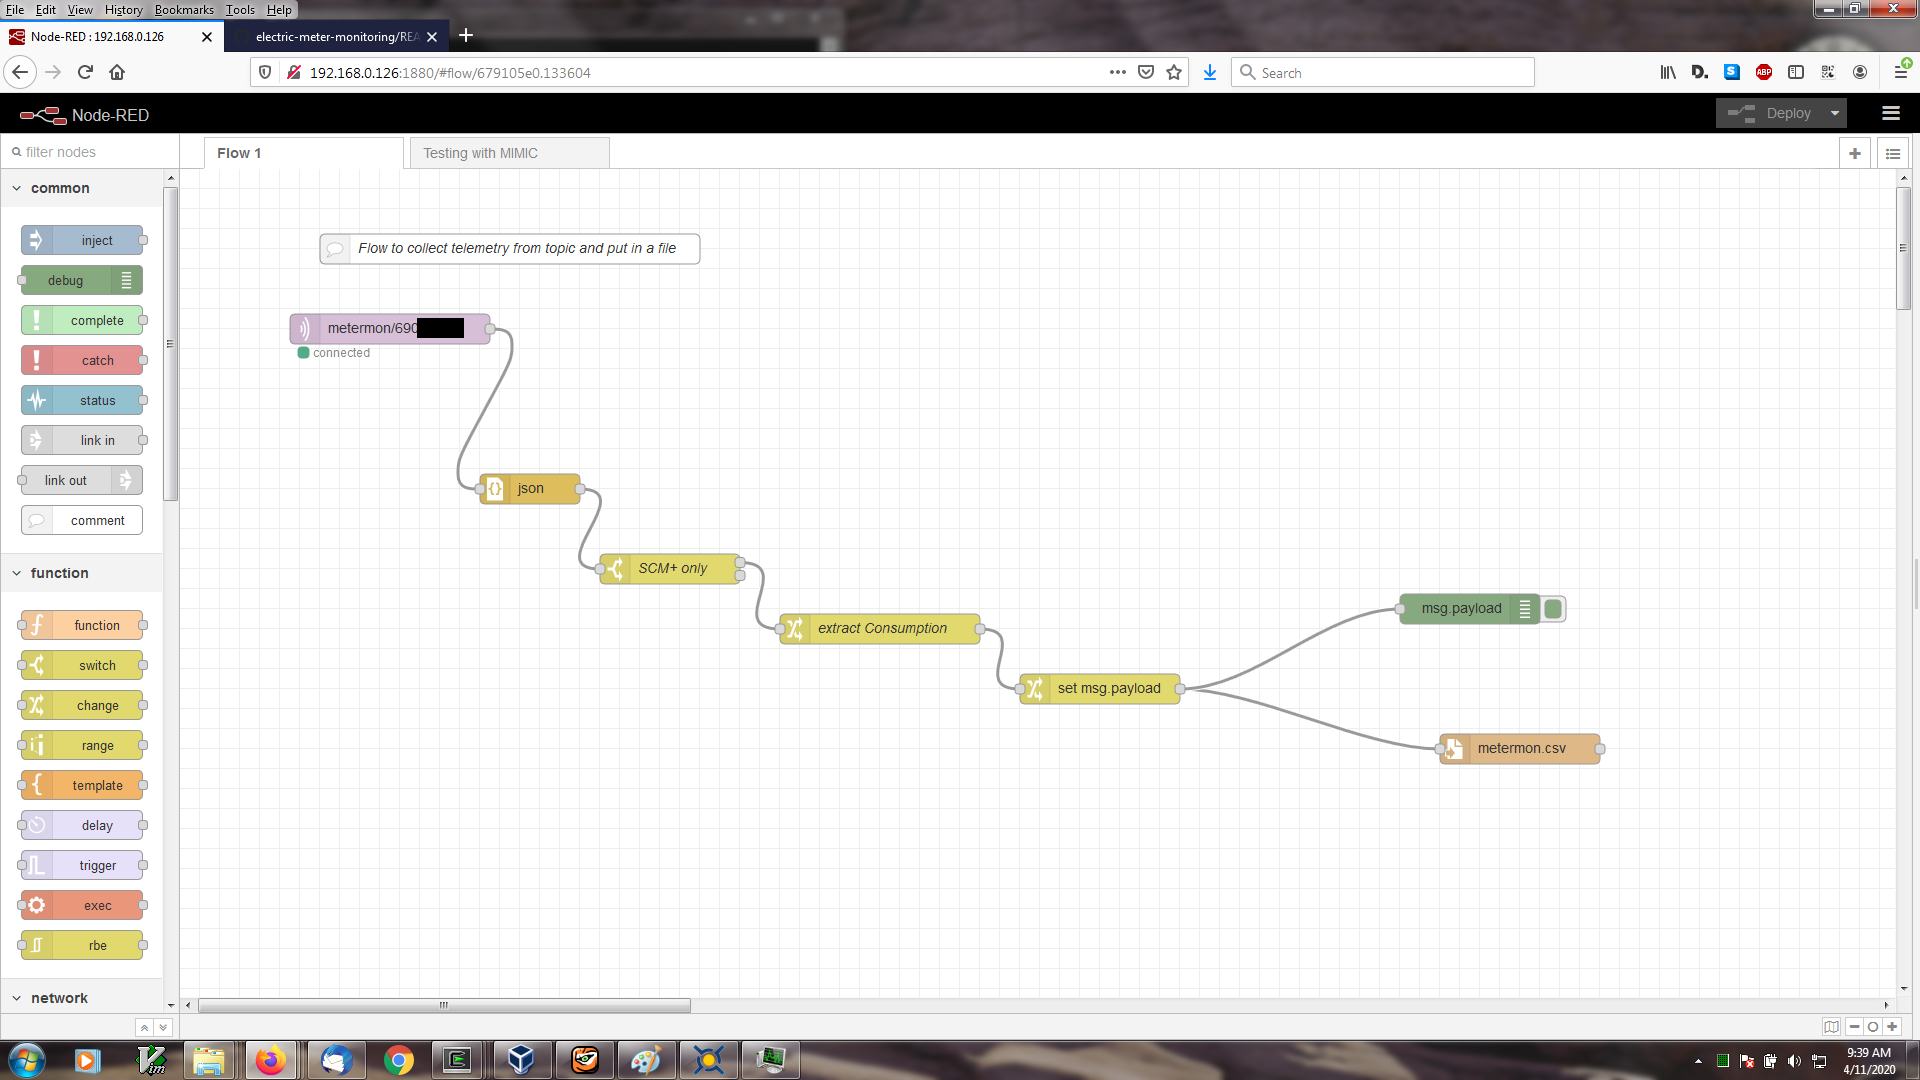 File Edit View History Bookmarks Tools Help
Node-RED : 192.168.0.126
electric-meter-monitoring/REA
192.168.0.126:1880/#flow/679105e0.133604
Search
Node-RED
Deploy
filter nodes
Flow 1
Testing with MIMIC
common
inject
debug
complete
catch
status
link in
link out
comment
function
function
switch
change
range
template
delay
trigger
exec
rbe
network
Flow to collect telemetry from topic and put in a file
metermon/690
connected
json
SCM+ only
extract Consumption
set msg.payload
msg.payload
metermon.csv
9:39 AM
4/11/2020